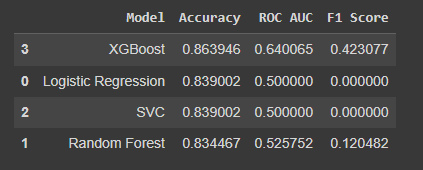 Model Accuracy ROC AUC F1 Score
3 XGBoost 0.863946 0.640065 0.423077
0 Logistic Regression 0.839002 0.500000 0.000000
2 SVC 0.839002 0.500000 0.000000
1 Random Forest 0.834467 0.525752 0.120482